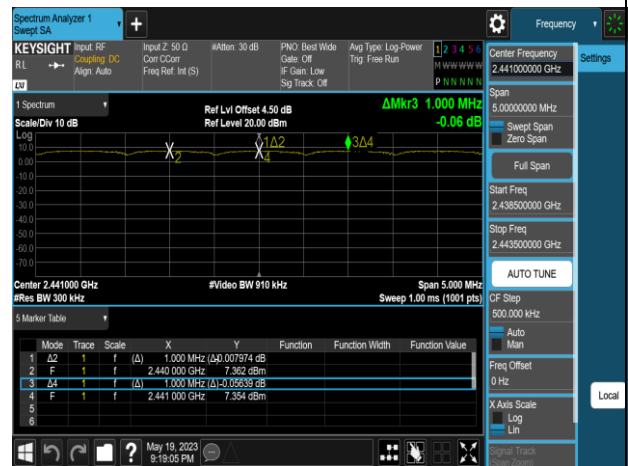 Spectrum Analyzer 1
Swept SA
Frequency
KEYSIGHT
RL
LXI
Input: RF
Coupling: DC
Align: Auto
Input Z: 50 Ω
Corr CCorr
Freq Ref: Int (S)
#Atten: 30 dB
PNO: Best Wide
Gate: Off
IF Gain: Low
Sig Track: Off
Avg Type: Log-Power
Trig: Free Run
1 2 3 4 5 6
M W W W W W
P N N N N N
1 Spectrum
Scale/Div 10 dB
Ref Lvl Offset 4.50 dB
Ref Level 20.00 dBm
ΔMkr3 1.000 MHz
-0.06 dB
Log
10.0
0.00
-10.0
-20.0
-30.0
-40.0
-50.0
-60.0
-70.0
2
1Δ2
4
3Δ4
Center 2.441000 GHz
#Res BW 300 kHz
#Video BW 910 kHz
Span 5.000 MHz
Sweep 1.00 ms (1001 pts)
5 Marker Table
Mode Trace Scale X Y Function Function Width Function Value
1 Δ2 1 f (Δ) 1.000 MHz (Δ) 0.007974 dB
2 F 1 f 2.440 000 GHz 7.362 dBm
3 Δ4 1 f (Δ) 1.000 MHz (Δ) -0.05639 dB
4 F 1 f 2.441 000 GHz 7.354 dBm
5
6
May 19, 2023
9:19:05 PM
Center Frequency
2.441000000 GHz
Settings
Span
5.00000000 MHz
Swept Span
Zero Span
Full Span
Start Freq
2.438500000 GHz
Stop Freq
2.443500000 GHz
AUTO TUNE
CF Step
500.000 kHz
Auto
Man
Freq Offset
0 Hz
Local
X Axis Scale
Log
Lin
Signal Track
(Span Zoom)